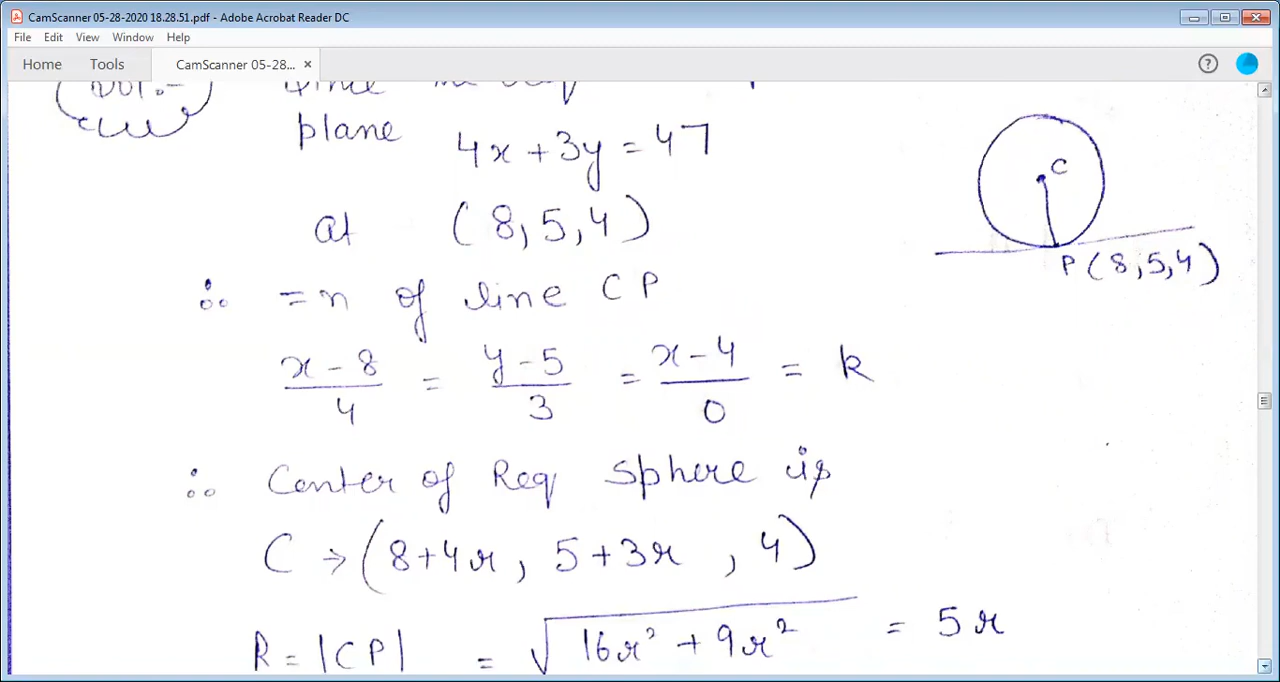 CamScanner 05-28-2020 18.28.51.pdf - Adobe Acrobat Reader DC
File Edit View Window Help
Home Tools CamScanner 05-28... ×
plane 4x + 3y = 47
at (8, 5, 4)
C
P (8, 5, 4)
∴ = n of line CP
x - 8 / 4 = y - 5 / 3 = x - 4 / 0 = k
∴ Center of Req sphere is
C → (8+4r, 5+3r, 4)
R = |CP| = √16r² + 9r² = 5r